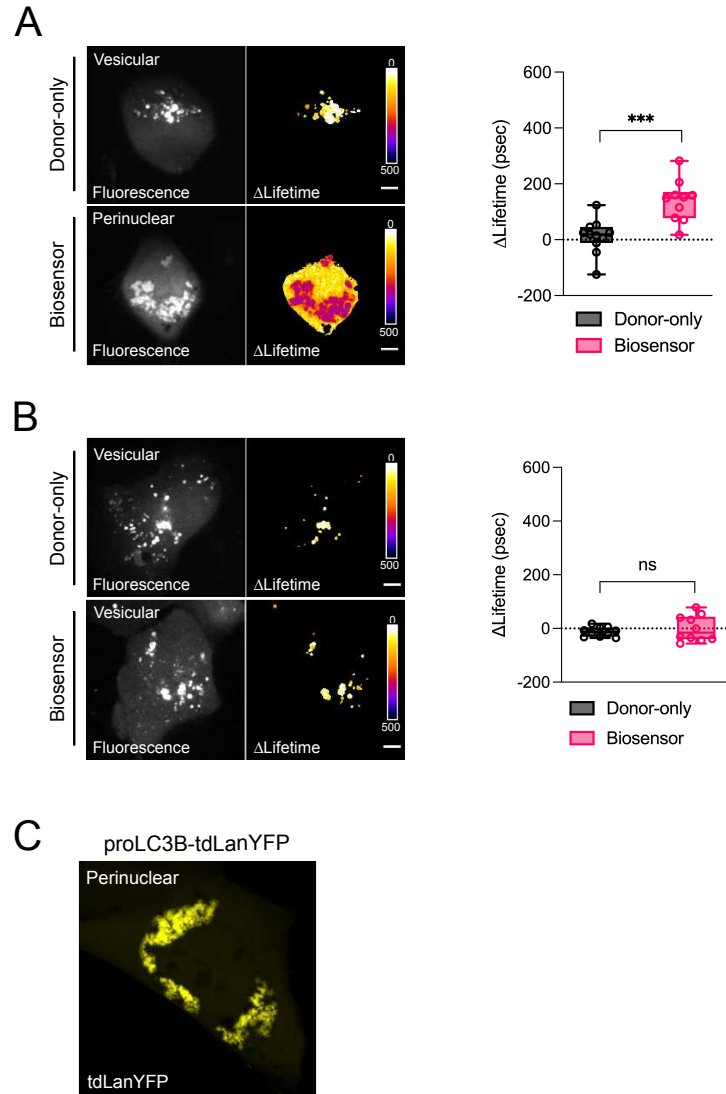 A
Donor-only
Vesicular
Fluorescence
ΔLifetime
0
500
Biosensor
Perinuclear
Fluorescence
ΔLifetime
0
500
ΔLifetime (psec)
600
400
200
0
-200
***
Donor-only
Biosensor
B
Donor-only
Vesicular
Fluorescence
ΔLifetime
0
500
Biosensor
Vesicular
Fluorescence
ΔLifetime
0
500
ΔLifetime (psec)
600
400
200
0
-200
ns
Donor-only
Biosensor
C
proLC3B-tdLanYFP
Perinuclear
tdLanYFP